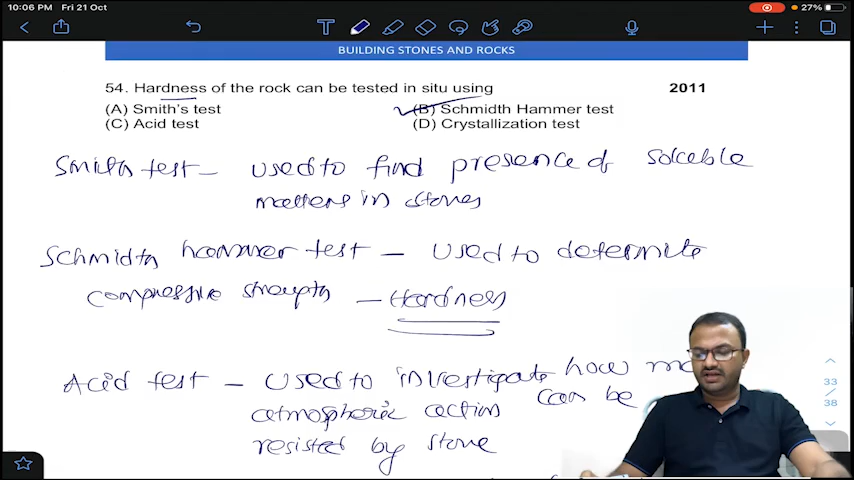 10:06 PM Fri 21 Oct
27%
BUILDING STONES AND ROCKS
54. Hardness of the rock can be tested in situ using 2011
(A) Smith's test (B) Schmidth Hammer test
(C) Acid test (D) Crystallization test
Smith test - used to find presence of soluble
matters in stones
Schmidth hammer test - used to determine
compressive strength - Hardness
Acid test - used to investigate how
atmospheric action can be
resisted by stone
33
/
38